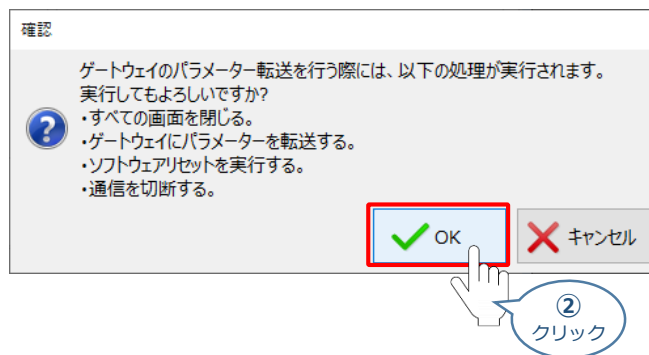 確認
ゲートウェイのパラメーター転送を行う際には、以下の処理が実行されます。
実行してもよろしいですか?
・すべての画面を閉じる。
・ゲートウェイにパラメーターを転送する。
・ソフトウェアリセットを実行する。
・通信を切断する。
OK
キャンセル
②
クリック